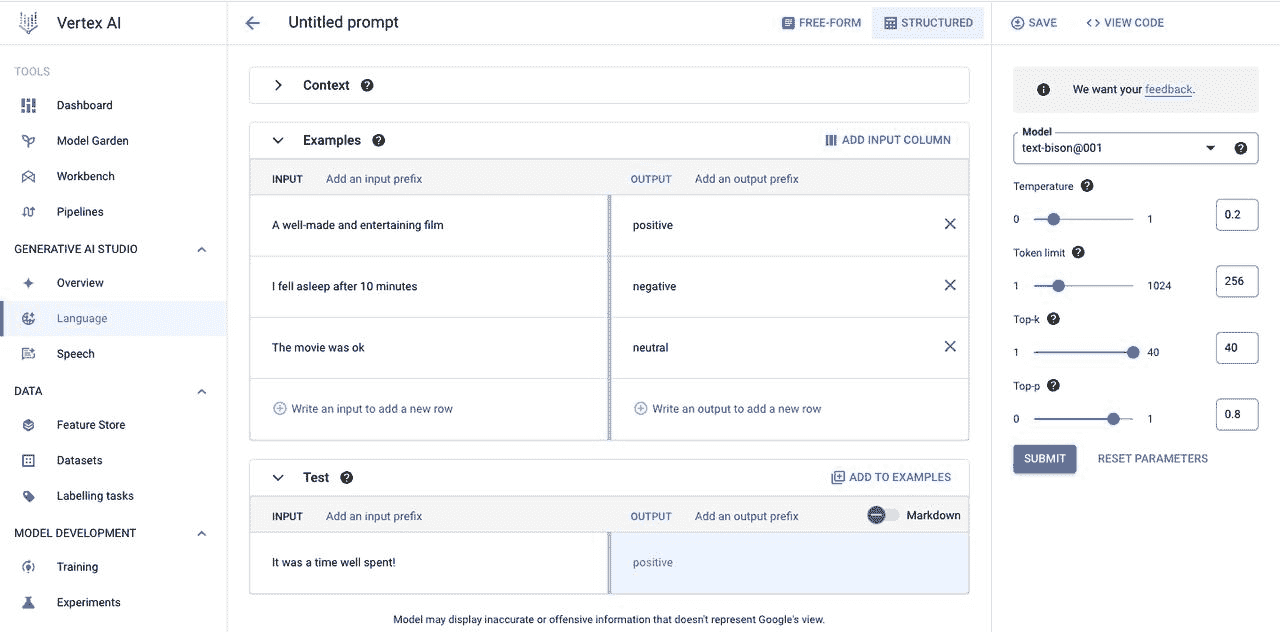 Vertex AI
TOOLS
Dashboard
Model Garden
Workbench
Pipelines
GENERATIVE AI STUDIO
Overview
Language
Speech
DATA
Feature Store
Datasets
Labelling tasks
MODEL DEVELOPMENT
Training
Experiments
Untitled prompt
FREE-FORM
STRUCTURED
Context
Examples
ADD INPUT COLUMN
INPUT Add an input prefix OUTPUT Add an output prefix
A well-made and entertaining film positive
I fell asleep after 10 minutes negative
The movie was ok neutral
Write an input to add a new row Write an output to add a new row
Test
ADD TO EXAMPLES
INPUT Add an input prefix OUTPUT Add an output prefix Markdown
It was a time well spent! positive
Model may display inaccurate or offensive information that doesn't represent Google's view.
SAVE
<> VIEW CODE
We want your feedback.
Model
text-bison@001
Temperature
0 1 0.2
Token limit
1 1024 256
Top-k
1 40 40
Top-p
0 1 0.8
SUBMIT RESET PARAMETERS